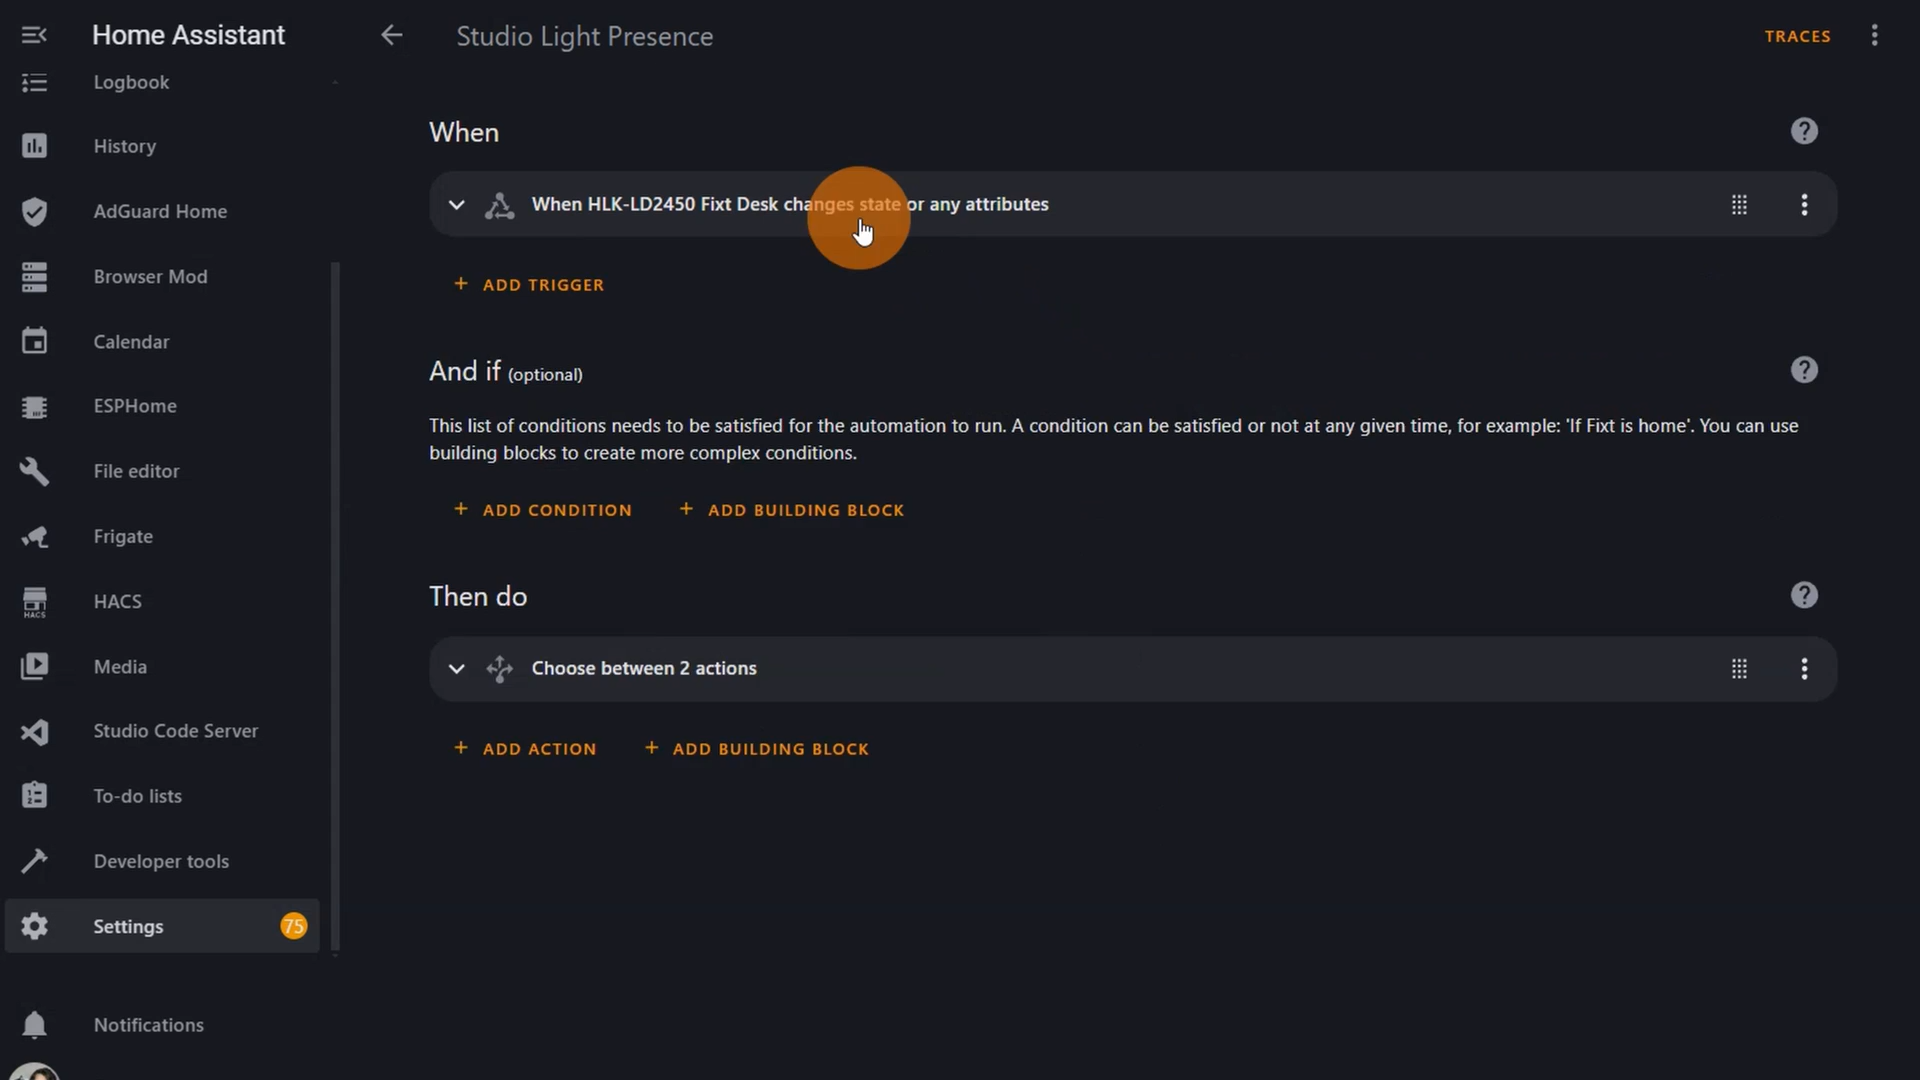 Home Assistant
Studio Light Presence
TRACES
Logbook
History
AdGuard Home
Browser Mod
Calendar
ESPHome
File editor
Frigate
HACS
HACS
Media
Studio Code Server
To-do lists
Developer tools
Settings
75
Notifications
When
When HLK-LD2450 Fixt Desk changes state or any attributes
+ ADD TRIGGER
And if (optional)
This list of conditions needs to be satisfied for the automation to run. A condition can be satisfied or not at any given time, for example: 'If Fixt is home'. You can use
building blocks to create more complex conditions.
+ ADD CONDITION + ADD BUILDING BLOCK
Then do
Choose between 2 actions
+ ADD ACTION + ADD BUILDING BLOCK